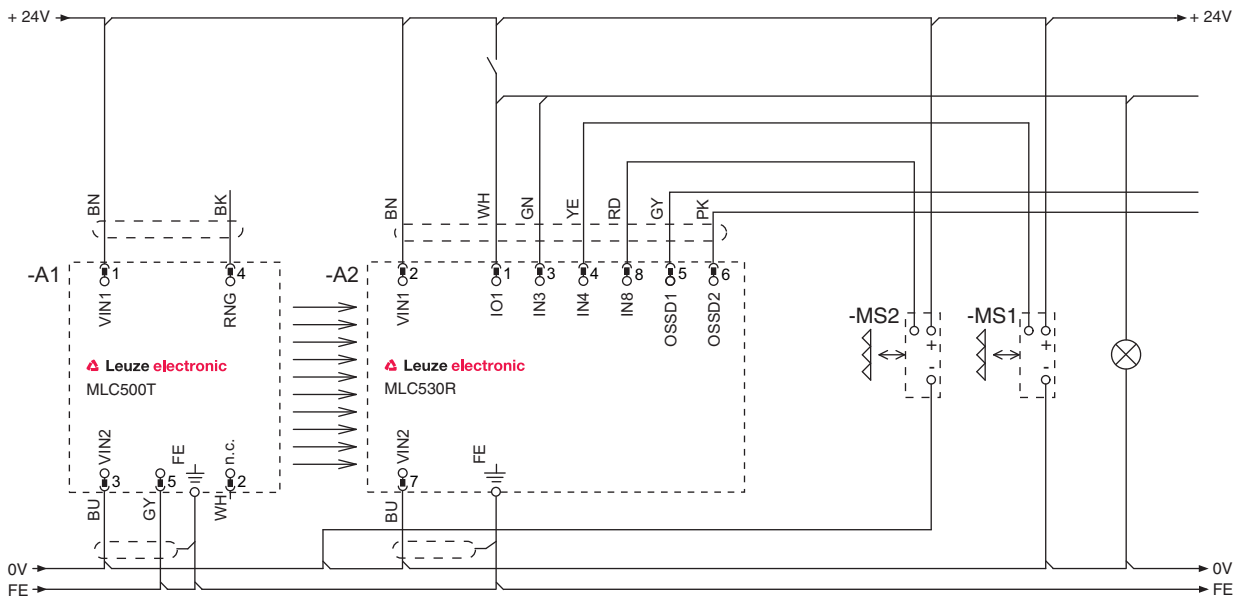 + 24V
+ 24V
BN
BK
BN
WH
GN
YE
RD
GY
PK
-A1
1
4
-A2
2
1
3
4
8
5
6
VIN1
RNG
VIN1
IO1
IN3
IN4
IN8
OSSD1
OSSD2
-MS2
-MS1
+
+
-
-
Leuze electronic
MLC500T
Leuze electronic
MLC530R
VIN2
FE
n.c.
VIN2
FE
3
5
2
7
BU
GY
WH
BU
0V
0V
FE
FE